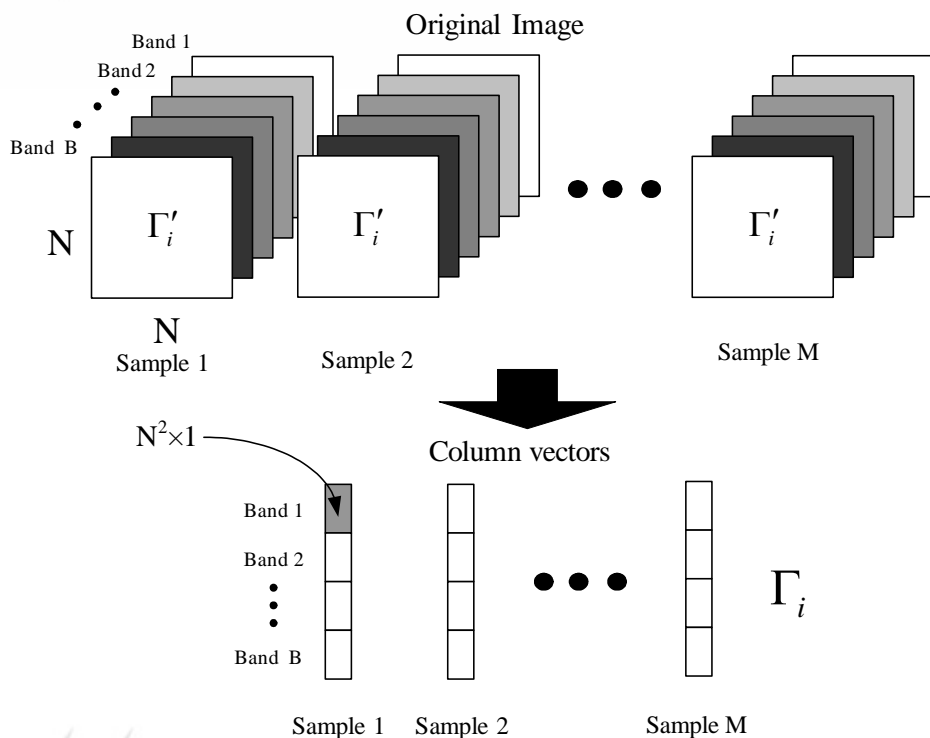 Original Image
Band 1
Band 2
Band B
Γ′ᵢ
Γ′ᵢ
Γ′ᵢ
N
N
Sample 1
Sample 2
Sample M
N²×1
Column vectors
Band 1
Band 2
Band B
Γᵢ
Sample 1
Sample 2
Sample M